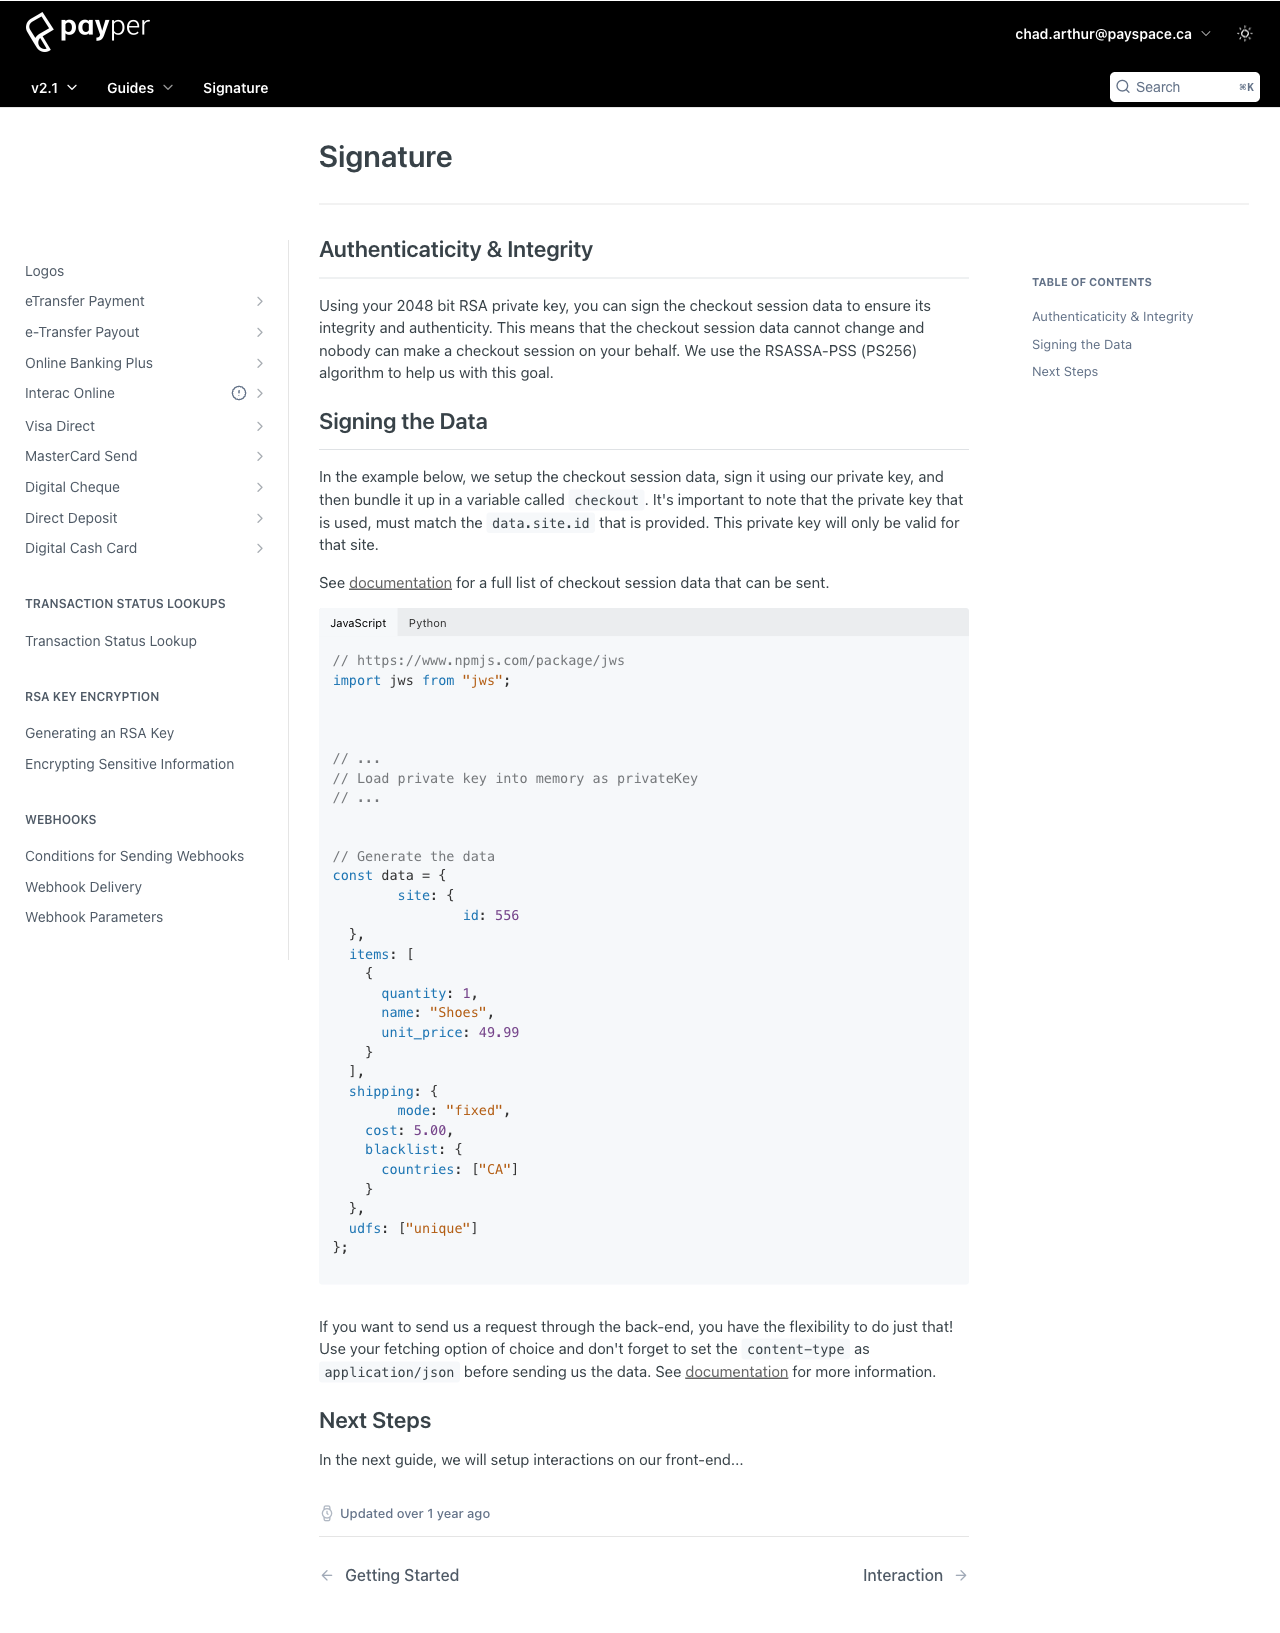 payper
chad.arthur@payspace.ca
v2.1 Guides Signature
Search ⌘K
Signature
Logos
eTransfer Payment
e-Transfer Payout
Online Banking Plus
Interac Online
Visa Direct
MasterCard Send
Digital Cheque
Direct Deposit
Digital Cash Card
TRANSACTION STATUS LOOKUPS
Transaction Status Lookup
RSA KEY ENCRYPTION
Generating an RSA Key
Encrypting Sensitive Information
WEBHOOKS
Conditions for Sending Webhooks
Webhook Delivery
Webhook Parameters
Authenticaticity & Integrity
Using your 2048 bit RSA private key, you can sign the checkout session data to ensure its
integrity and authenticity. This means that the checkout session data cannot change and
nobody can make a checkout session on your behalf. We use the RSASSA-PSS (PS256)
algorithm to help us with this goal.
Signing the Data
In the example below, we setup the checkout session data, sign it using our private key, and
then bundle it up in a variable called checkout. It's important to note that the private key that
is used, must match the data.site.id that is provided. This private key will only be valid for
that site.
See documentation for a full list of checkout session data that can be sent.
JavaScript Python
// https://www.npmjs.com/package/jws
import jws from "jws";
// ...
// Load private key into memory as privateKey
// ...
// Generate the data
const data = {
site: {
id: 556
},
items: [
{
quantity: 1,
name: "Shoes",
unit_price: 49.99
}
],
shipping: {
mode: "fixed",
cost: 5.00,
blacklist: {
countries: ["CA"]
}
},
udfs: ["unique"]
};
If you want to send us a request through the back-end, you have the flexibility to do just that!
Use your fetching option of choice and don't forget to set the content-type as
application/json before sending us the data. See documentation for more information.
Next Steps
In the next guide, we will setup interactions on our front-end...
Updated over 1 year ago
Getting Started
Interaction
TABLE OF CONTENTS
Authenticaticity & Integrity
Signing the Data
Next Steps